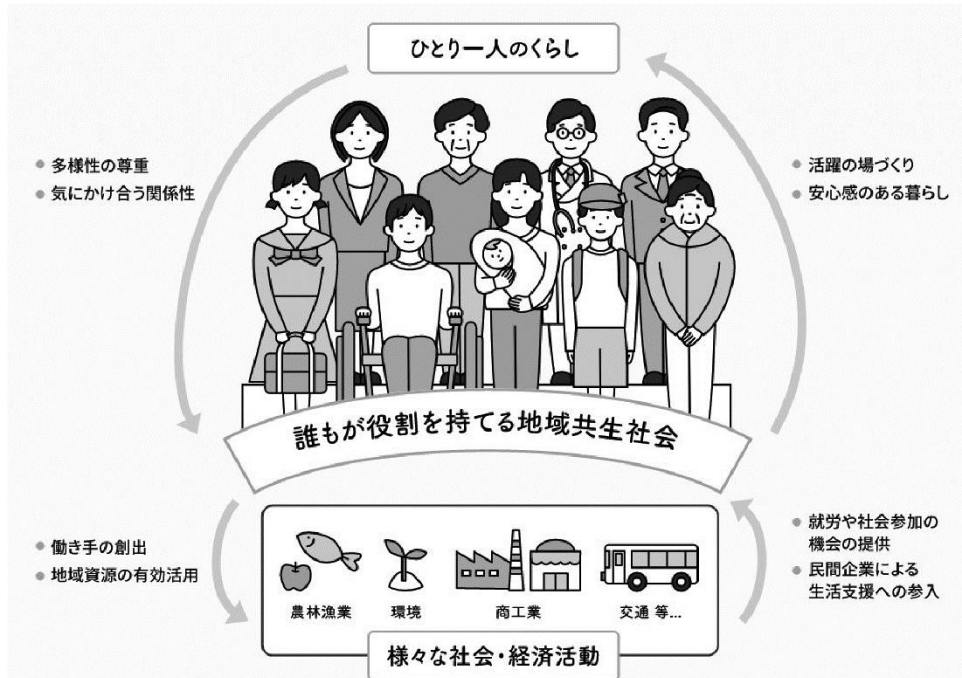 ひとり一人のくらし
● 多様性の尊重
● 気にかけ合う関係性
● 活躍の場づくり
● 安心感のある暮らし
誰もが役割を持てる地域共生社会
● 働き手の創出
● 地域資源の有効活用
● 就労や社会参加の
機会の提供
● 民間企業による
生活支援への参入
農林漁業
環境
商工業
交通 等...
様々な社会・経済活動